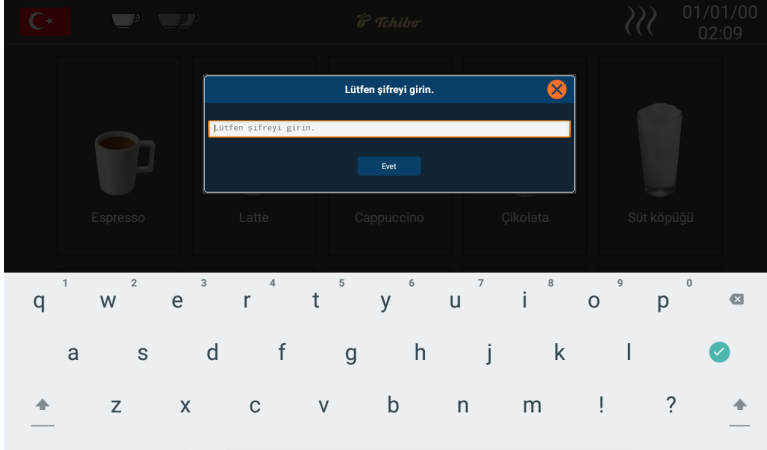 Tchibo
01/01/00
02:09
Lütfen şifreyi girin.
Lütfen şifreyi girin.
Evet
Espresso
Latte
Cappuccino
Çikolata
Süt köpüğü
1 2 3 4 5 6 7 8 9 0
q w e r t y u i o p
a s d f g h j k l
z x c v b n m ! ?